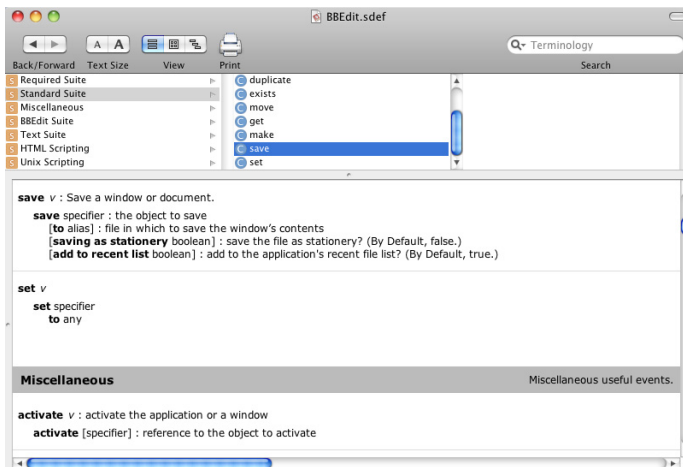 BBEdit.sdef
A A
Q- Terminology
Back/Forward Text Size View Print Search
S Required Suite
S Standard Suite
S Miscellaneous
S BBEdit Suite
S Text Suite
S HTML Scripting
S Unix Scripting
C duplicate
C exists
C move
C get
C make
C save
C set
save v : Save a window or document.
save specifier : the object to save
[to alias] : file in which to save the window’s contents
[saving as stationery boolean] : save the file as stationery? (By Default, false.)
[add to recent list boolean] : add to the application's recent file list? (By Default, true.)
set v
set specifier
to any
Miscellaneous Miscellaneous useful events.
activate v : activate the application or a window
activate [specifier] : reference to the object to activate